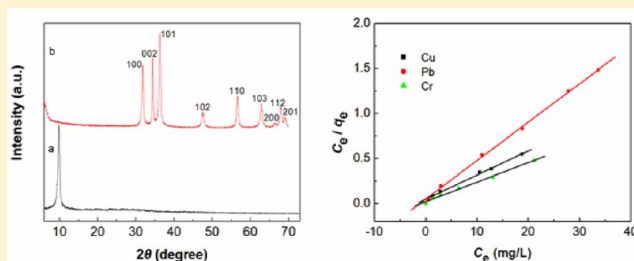 b
101
002
100
110
103
112
102
200
201
a
Intensity (a.u.)
10 20 30 40 50 60 70
2θ (degree)
2.0
1.5
1.0
0.5
0.0
Cu
Pb
Cr
Ce / qe
-10 0 10 20 30 40
Ce (mg/L)